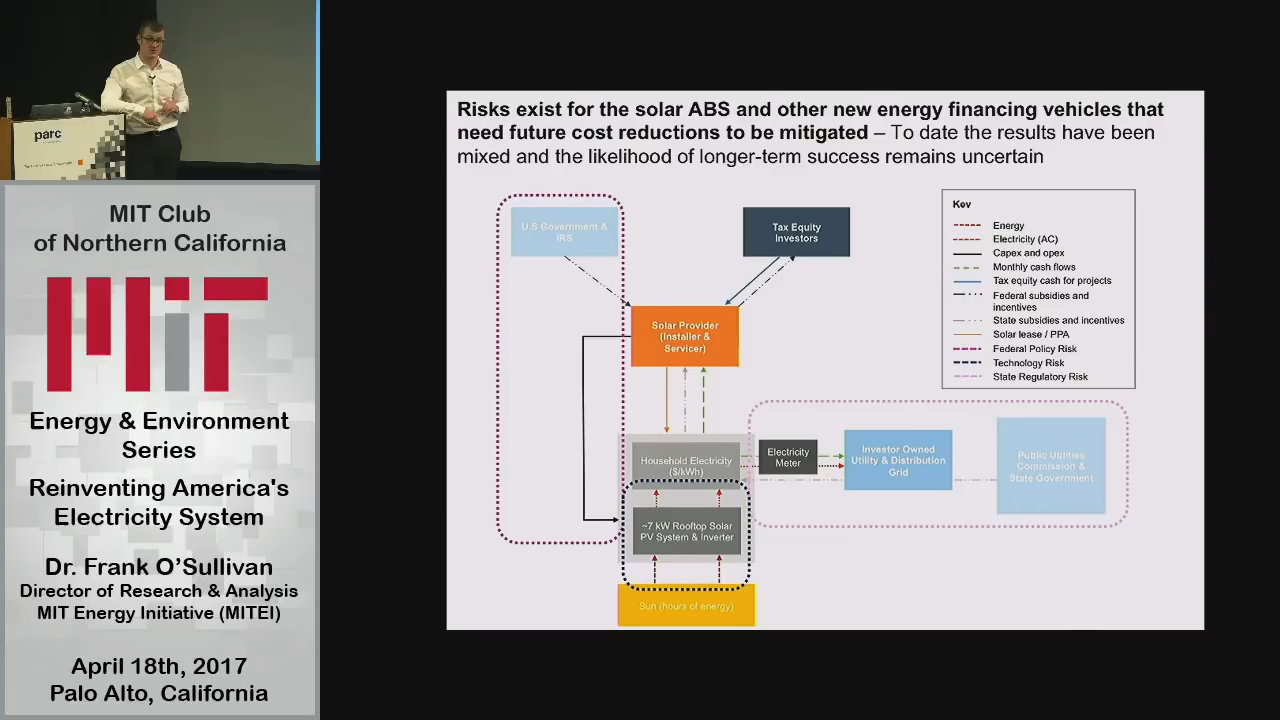 parc
MIT Club
of Northern California
MIT
Energy & Environment
Series
Reinventing America's
Electricity System
Dr. Frank O'Sullivan
Director of Research & Analysis
MIT Energy Initiative (MITEI)
April 18th, 2017
Palo Alto, California
Risks exist for the solar ABS and other new energy financing vehicles that
need future cost reductions to be mitigated – To date the results have been
mixed and the likelihood of longer-term success remains uncertain
U.S Government &
IRS
Tax Equity
Investors
Solar Provider
(Installer &
Servicer)
Household Electricity
($/kWh)
Electricity
Meter
Investor Owned
Utility & Distribution
Grid
Public Utilities
Commission &
State Government
~7 kW Rooftop Solar
PV System & Inverter
Sun (hours of energy)
Key
Energy
Electricity (AC)
Capex and opex
Monthly cash flows
Tax equity cash for projects
Federal subsidies and
incentives
State subsidies and incentives
Solar lease / PPA
Federal Policy Risk
Technology Risk
State Regulatory Risk